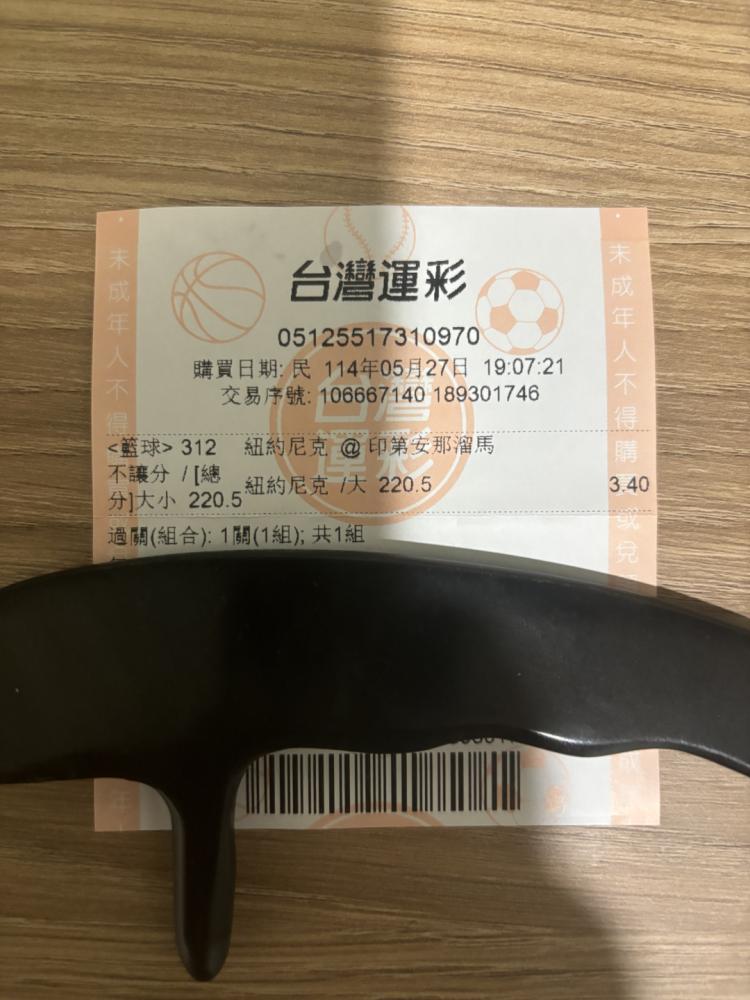 台灣運彩
05125517310970
購買日期: 民 114年05月27日 19:07:21
交易序號: 106667140 189301746
<籃球> 312 紐約尼克 @ 印第安那溜馬
不讓分 / [總分]大小 220.5 紐約尼克 /大 220.5 3.40
過關(組合): 1關(1組); 共1組
未成年人不得
未成年人不得購
或兌